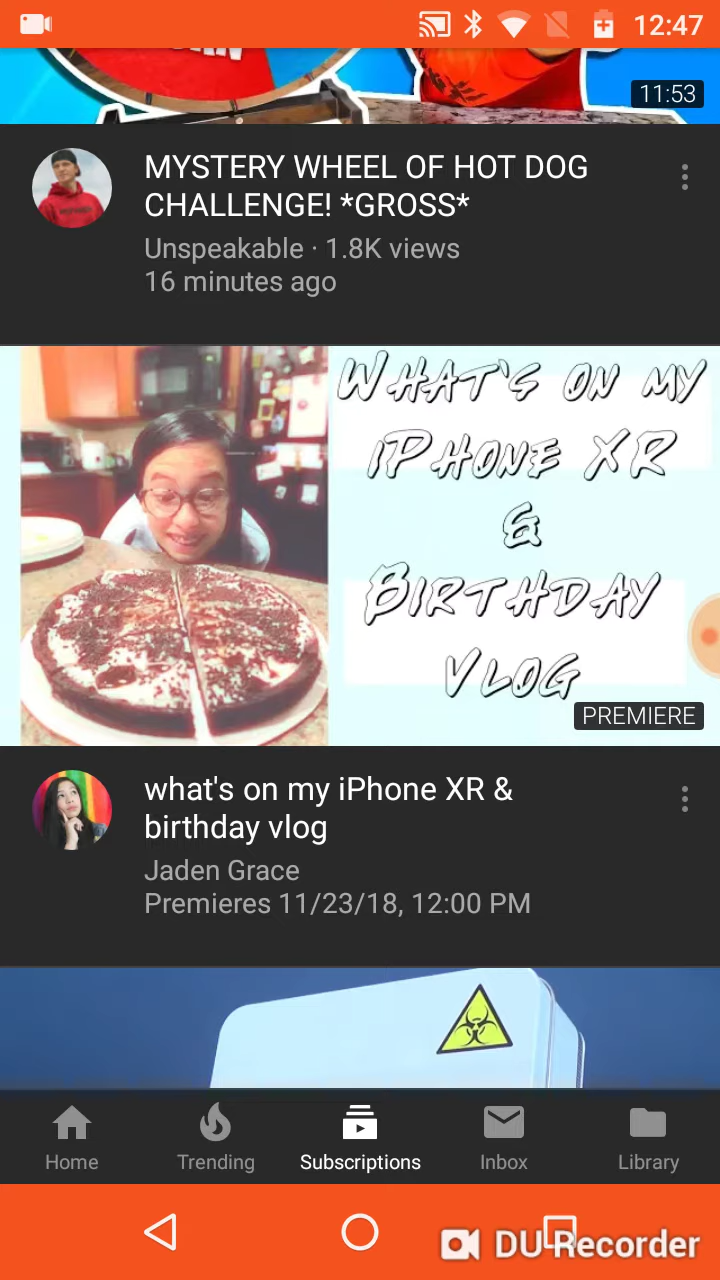 12:47
11:53
MYSTERY WHEEL OF HOT DOG
CHALLENGE! *GROSS*
Unspeakable · 1.8K views
16 minutes ago
WHAT'S ON MY
IPHONE XR
&
BIRTHDAY
VLOG
PREMIERE
what's on my iPhone XR &
birthday vlog
Jaden Grace
Premieres 11/23/18, 12:00 PM
Home
Trending
Subscriptions
Inbox
Library
DU Recorder